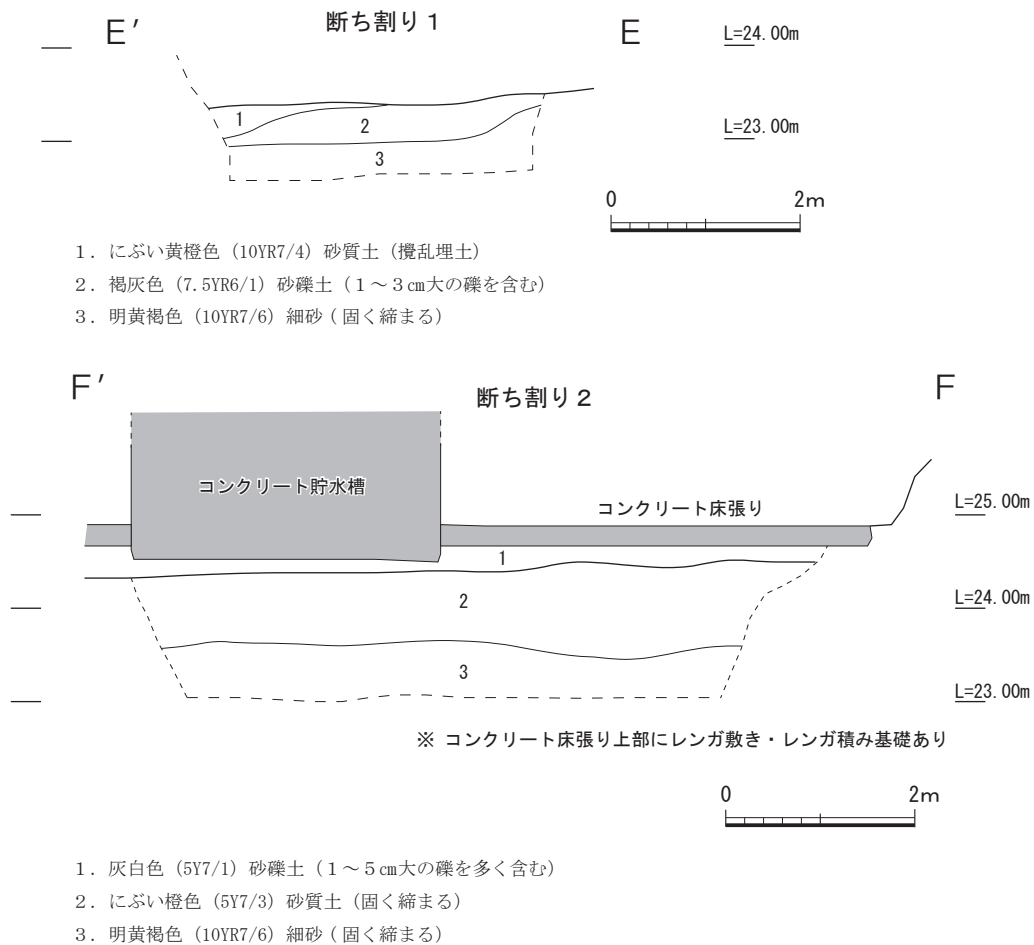 断ち割り１
E′
E
L=24.00m
1
2
L=23.00m
3
0
2m
１．にぶい黄橙色（10YR7/4）砂質土（攪乱埋土）
２．褐灰色（7.5YR6/1）砂礫土（１～３㎝大の礫を含む）
３．明黄褐色（10YR7/6）細砂（固く締まる）
F′
断ち割り２
F
コンクリート貯水槽
コンクリート床張り
L=25.00m
1
2
L=24.00m
3
L=23.00m
※ コンクリート床張り上部にレンガ敷き・レンガ積み基礎あり
0
2m
１．灰白色（5Y7/1）砂礫土（１～５㎝大の礫を多く含む）
２．にぶい橙色（5Y7/3）砂質土（固く締まる）
３．明黄褐色（10YR7/6）細砂（固く締まる）